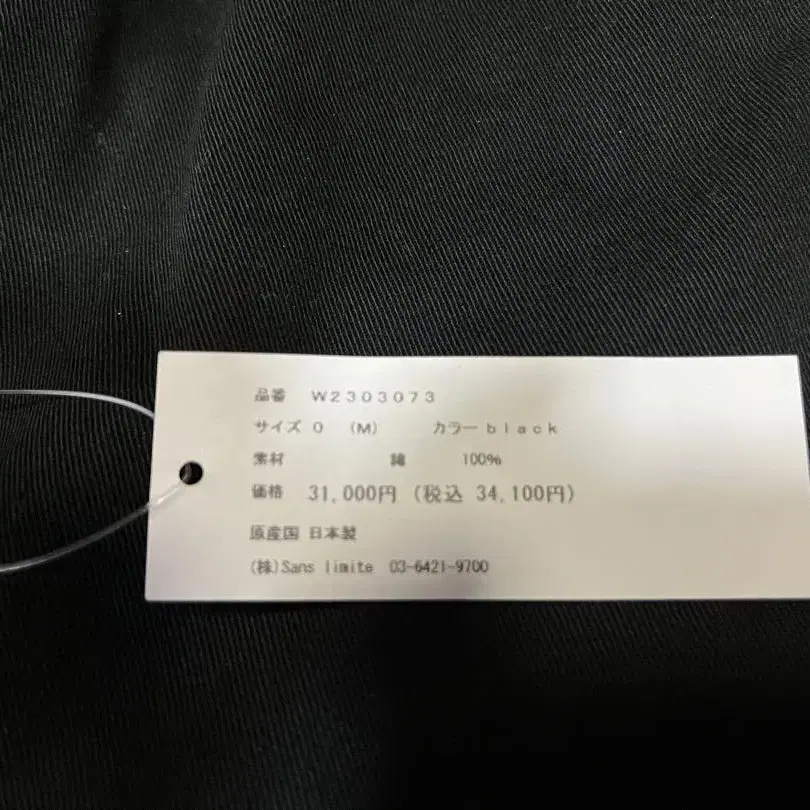 品番 W2303073
サイズ 0 (M) カラー black
素材 綿 100%
価格 31,000円 (税込 34,100円)
原産国 日本製
(株)Sans limite 03-6421-9700